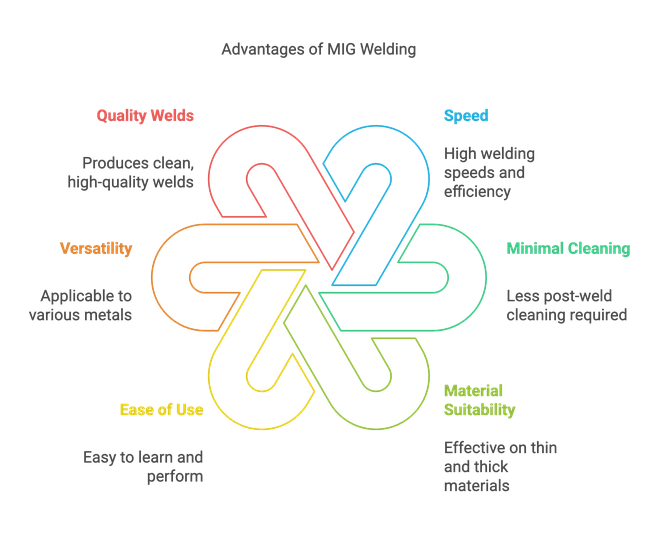 Advantages of MIG Welding
Quality Welds
Produces clean,
high-quality welds
Speed
High welding
speeds and
efficiency
Versatility
Applicable to
various metals
Minimal Cleaning
Less post-weld
cleaning required
Ease of Use
Easy to learn and
perform
Material
Suitability
Effective on thin
and thick
materials